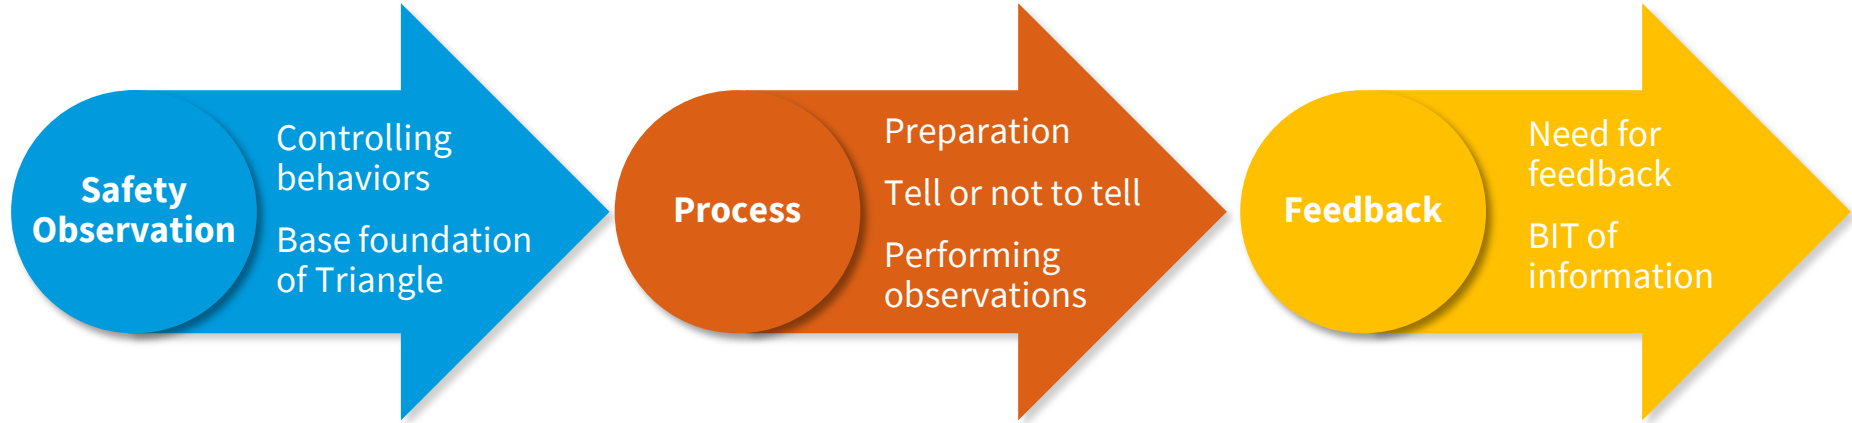 Safety
Observation
Controlling
behaviors
Base foundation
of Triangle
Process
Preparation
Tell or not to tell
Performing
observations
Feedback
Need for
feedback
BIT of
information